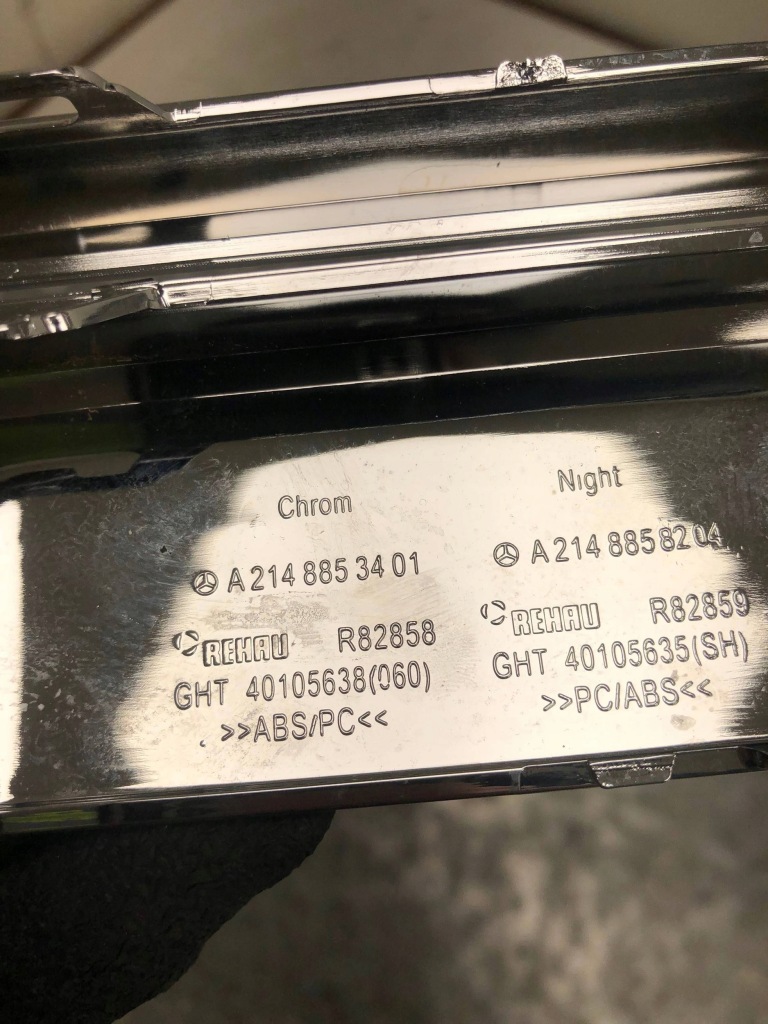 Chrom
A 214 885 34 01
REHAU R82858
GHT 40105638(060)
>>ABS/PC<<
Night
A 214 885 82 04
REHAU R82859
GHT 40105635(SH)
>>PC/ABS<<